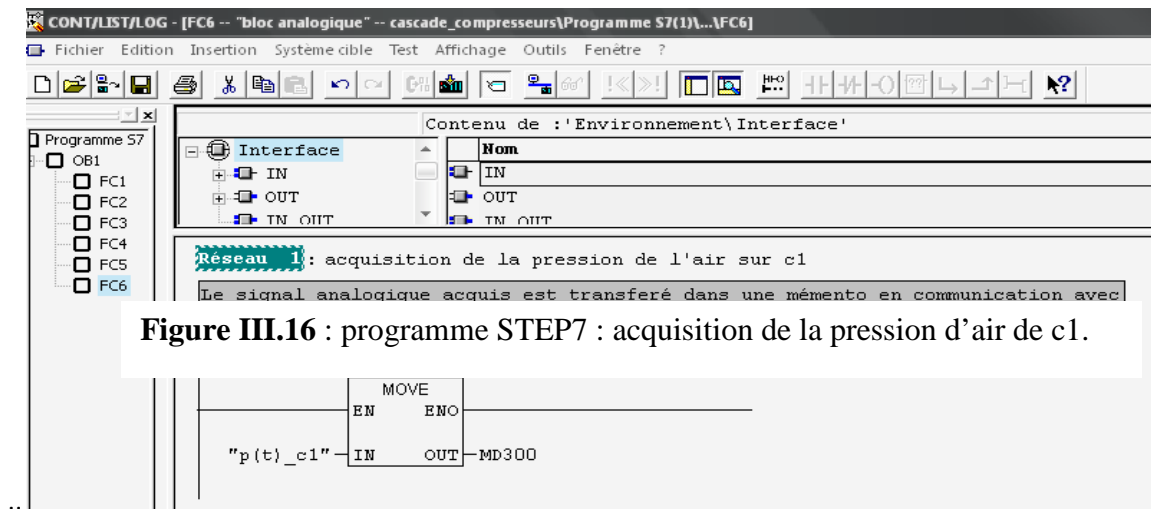 CONT/LIST/LOG - [FC6 -- "bloc analogique" -- cascade_compresseurs\Programme S7(1)\...\FC6]
Fichier Edition Insertion Système cible Test Affichage Outils Fenêtre ?
Contenu de :'Environnement\Interface'
Programme S7
OB1
FC1
FC2
FC3
FC4
FC5
FC6
Interface
IN
OUT
IN_OUT
Nom
IN
OUT
IN_OUT
Réseau 1 : acquisition de la pression de l'air sur c1
Le signal analogique acquis est transferé dans une mémento en communication avec
Figure III.16 : programme STEP7 : acquisition de la pression d’air de c1.
MOVE
EN ENO
"p(t)_c1" IN OUT MD300
..